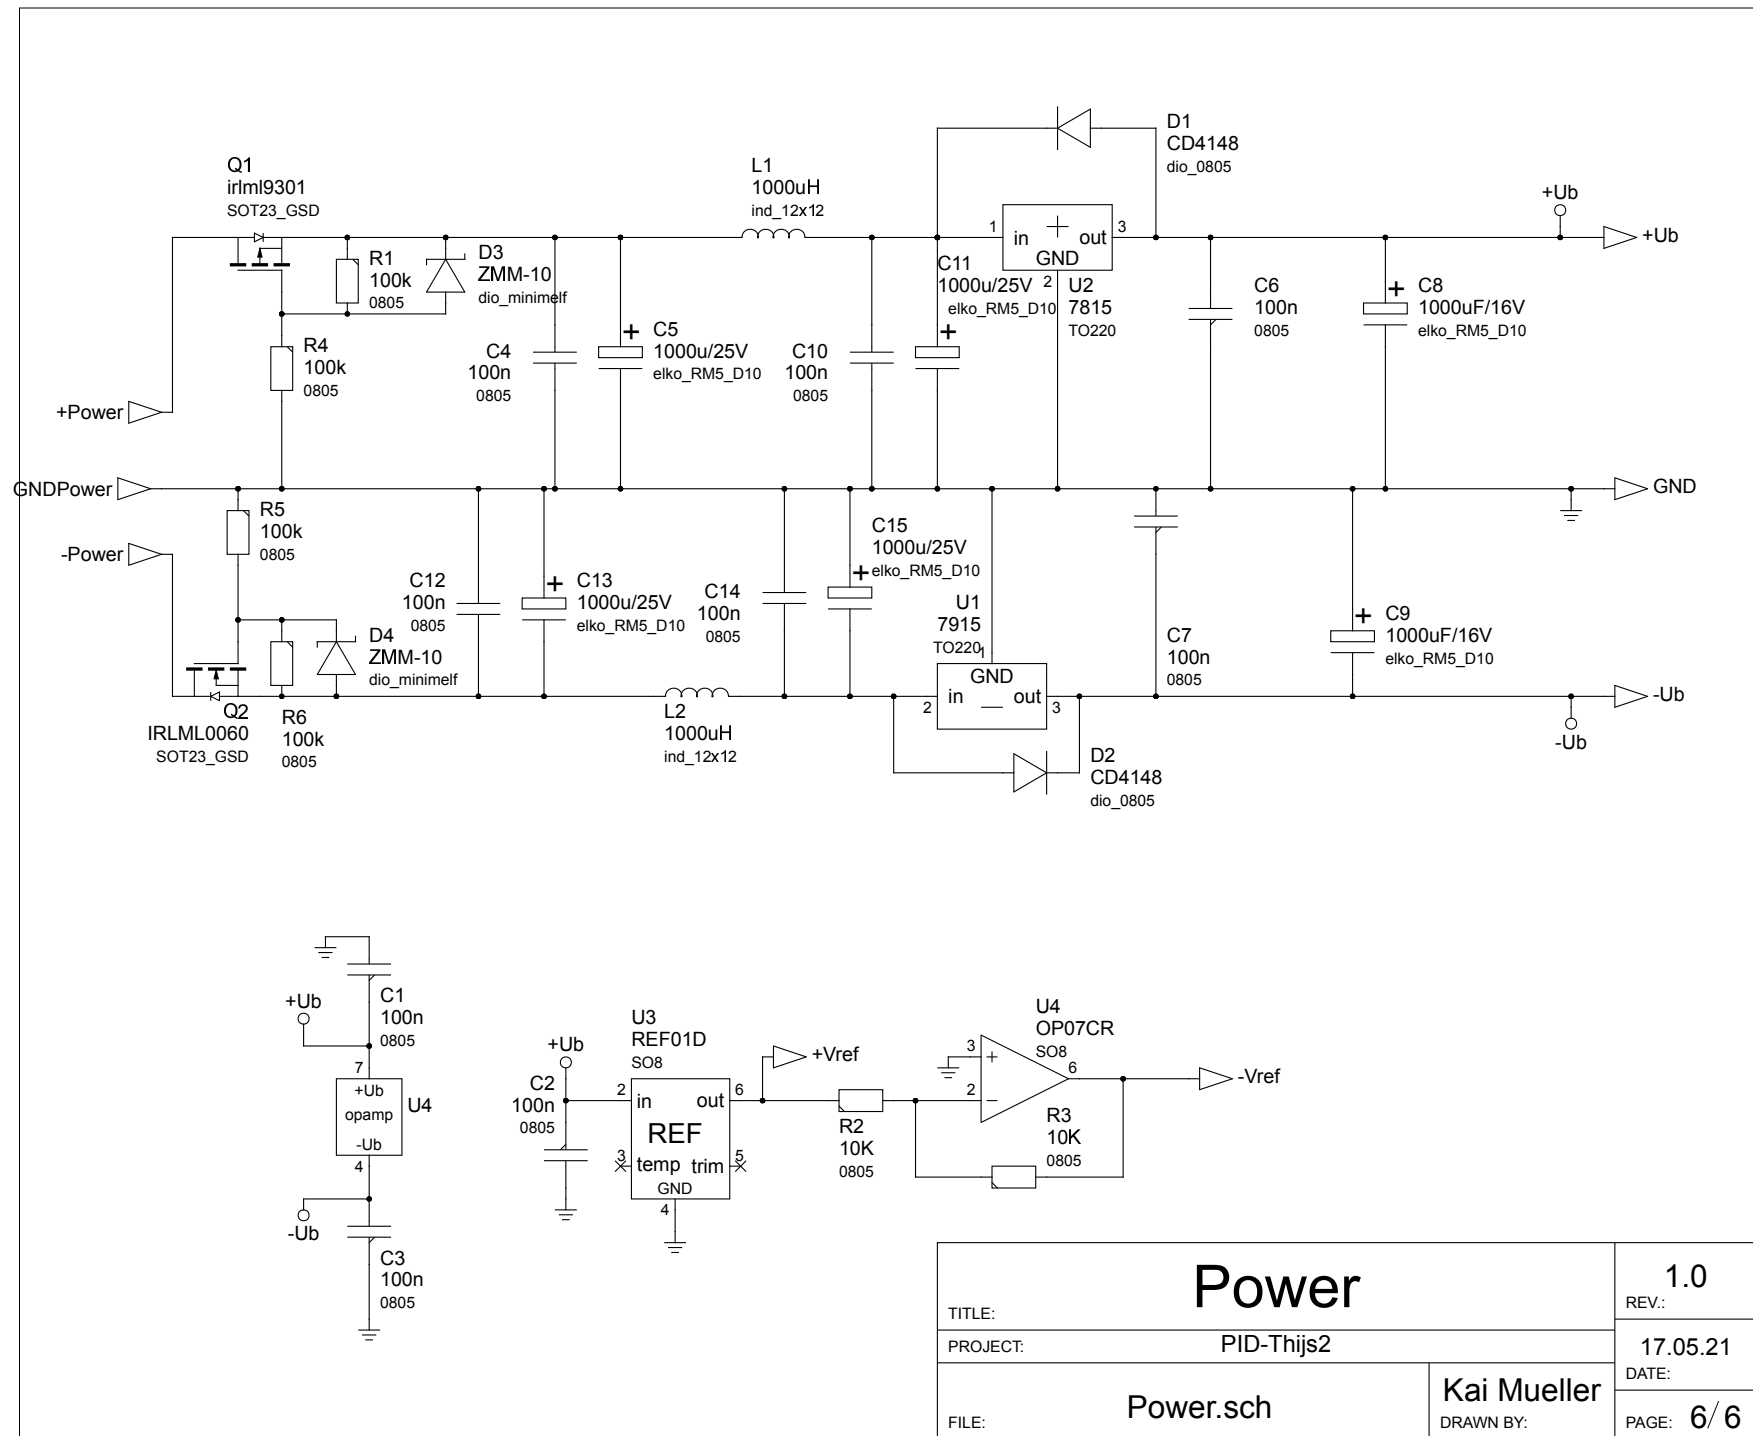 Q1
irlml9301
SOT23_GSD
R1
100k
0805
D3
ZMM-10
dio_minimelf
R4
100k
0805
+Power
C4
100n
0805
+
C5
1000u/25V
elko_RM5_D10
L1
1000uH
ind_12x12
C10
100n
0805
+
C11
1000u/25V
elko_RM5_D10
D1
CD4148
dio_0805
1
in
+
out
3
GND
2
U2
7815
TO220
C6
100n
0805
+
C8
1000uF/16V
elko_RM5_D10
+Ub
+Ub
GNDPower
GND
R5
100k
0805
-Power
Q2
IRLML0060
SOT23_GSD
R6
100k
0805
D4
ZMM-10
dio_minimelf
C12
100n
0805
+
C13
1000u/25V
elko_RM5_D10
L2
1000uH
ind_12x12
C14
100n
0805
+
C15
1000u/25V
elko_RM5_D10
U1
7915
TO220
1
GND
2
in
out
3
D2
CD4148
dio_0805
C7
100n
0805
+
C9
1000uF/16V
elko_RM5_D10
-Ub
-Ub
C1
100n
0805
+Ub
7
+Ub
opamp
-Ub
U4
4
-Ub
C3
100n
0805
+Ub
C2
100n
0805
U3
REF01D
SO8
2
in
out
6
REF
3
temp
trim
5
GND
4
+Vref
R2
10K
0805
U4
OP07CR
SO8
3
+
2
−
6
R3
10K
0805
-Vref
TITLE:
Power
REV.:
1.0
PROJECT:
PID-Thijs2
17.05.21
DATE:
FILE:
Power.sch
Kai Mueller
DRAWN BY:
PAGE:
6/6